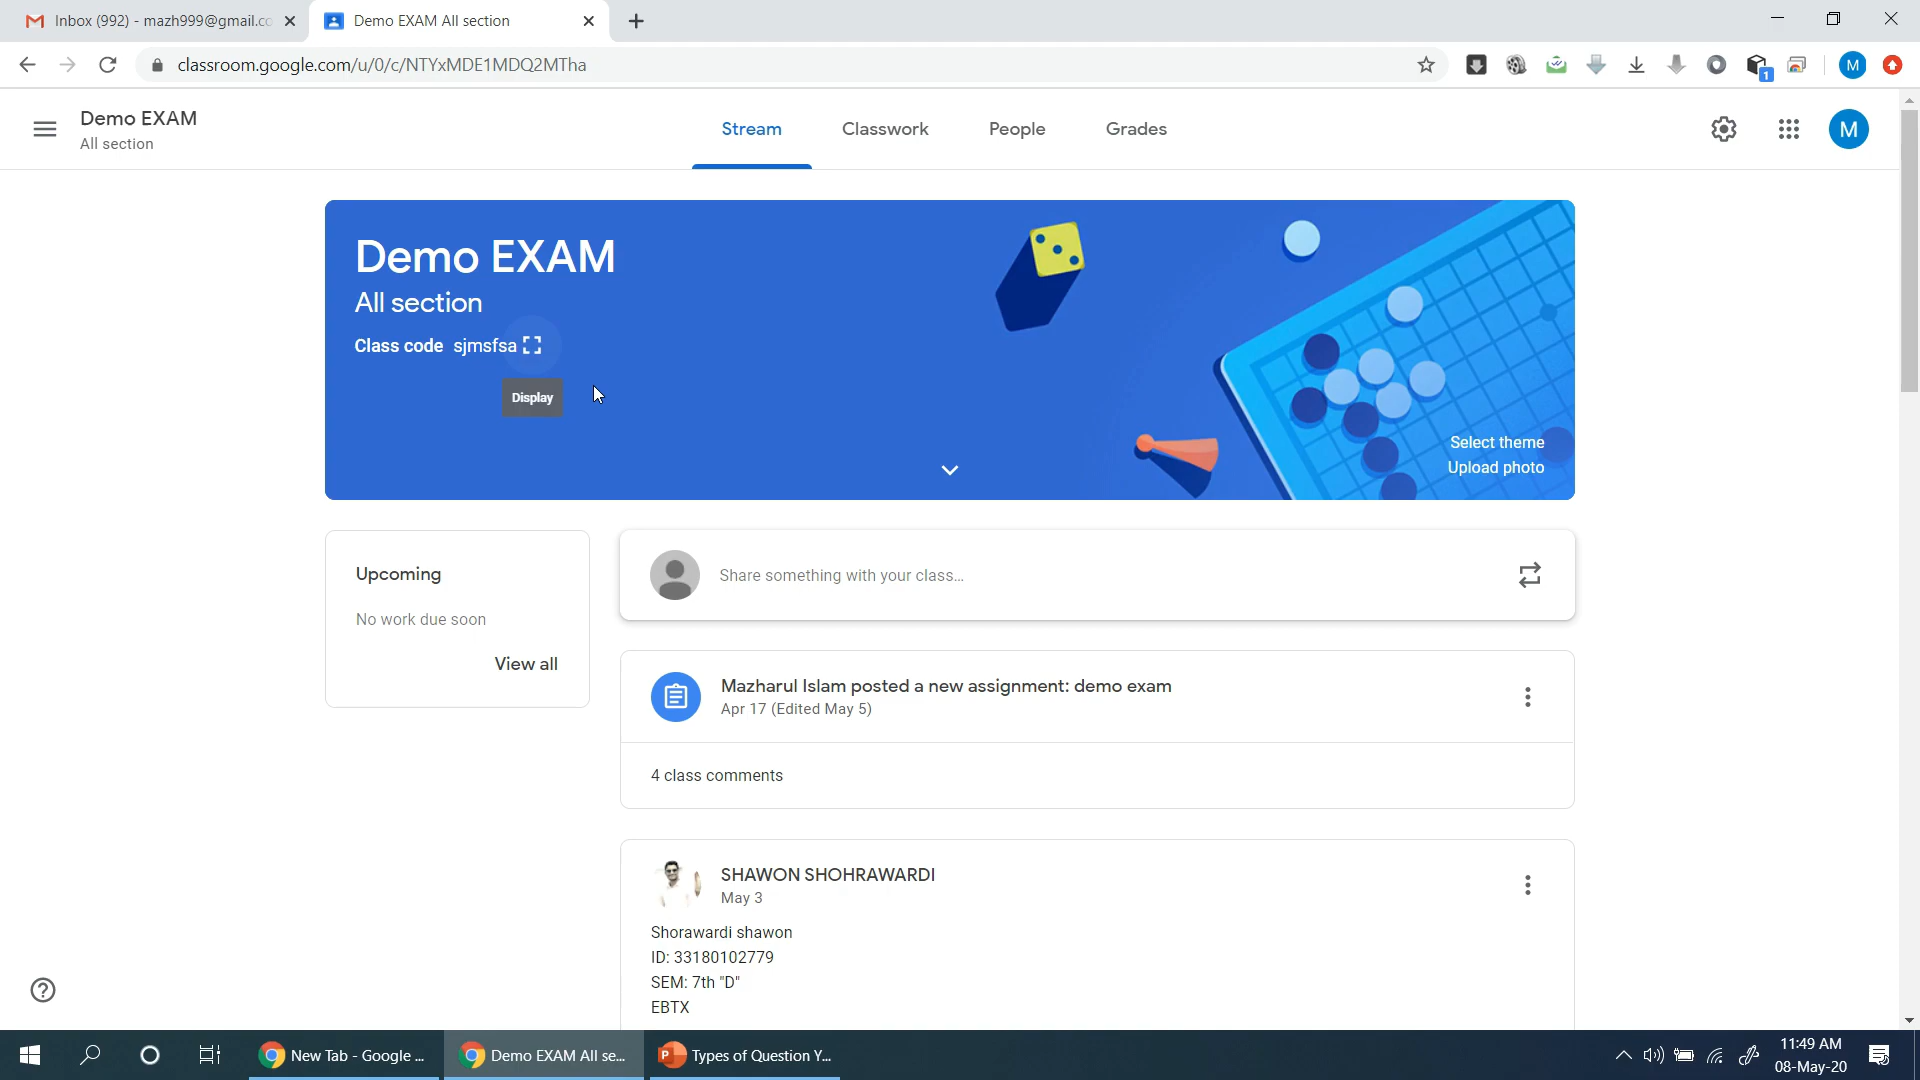 Inbox (992) - mazh999@gmail.co
Demo EXAM All section
classroom.google.com/u/0/c/NTYxMDE1MDQ2MTha
1
M
Demo EXAM
All section
Stream
Classwork
People
Grades
M
Demo EXAM
All section
Class code sjmsfsa
Display
Select theme
Upload photo
Upcoming
No work due soon
View all
Share something with your class...
Mazharul Islam posted a new assignment: demo exam
Apr 17 (Edited May 5)
4 class comments
SHAWON SHOHRAWARDI
May 3
Shorawardi shawon
ID: 33180102779
SEM: 7th "D"
EBTX
New Tab - Google ...
Demo EXAM All se...
P
Types of Question Y...
11:49 AM
08-May-20